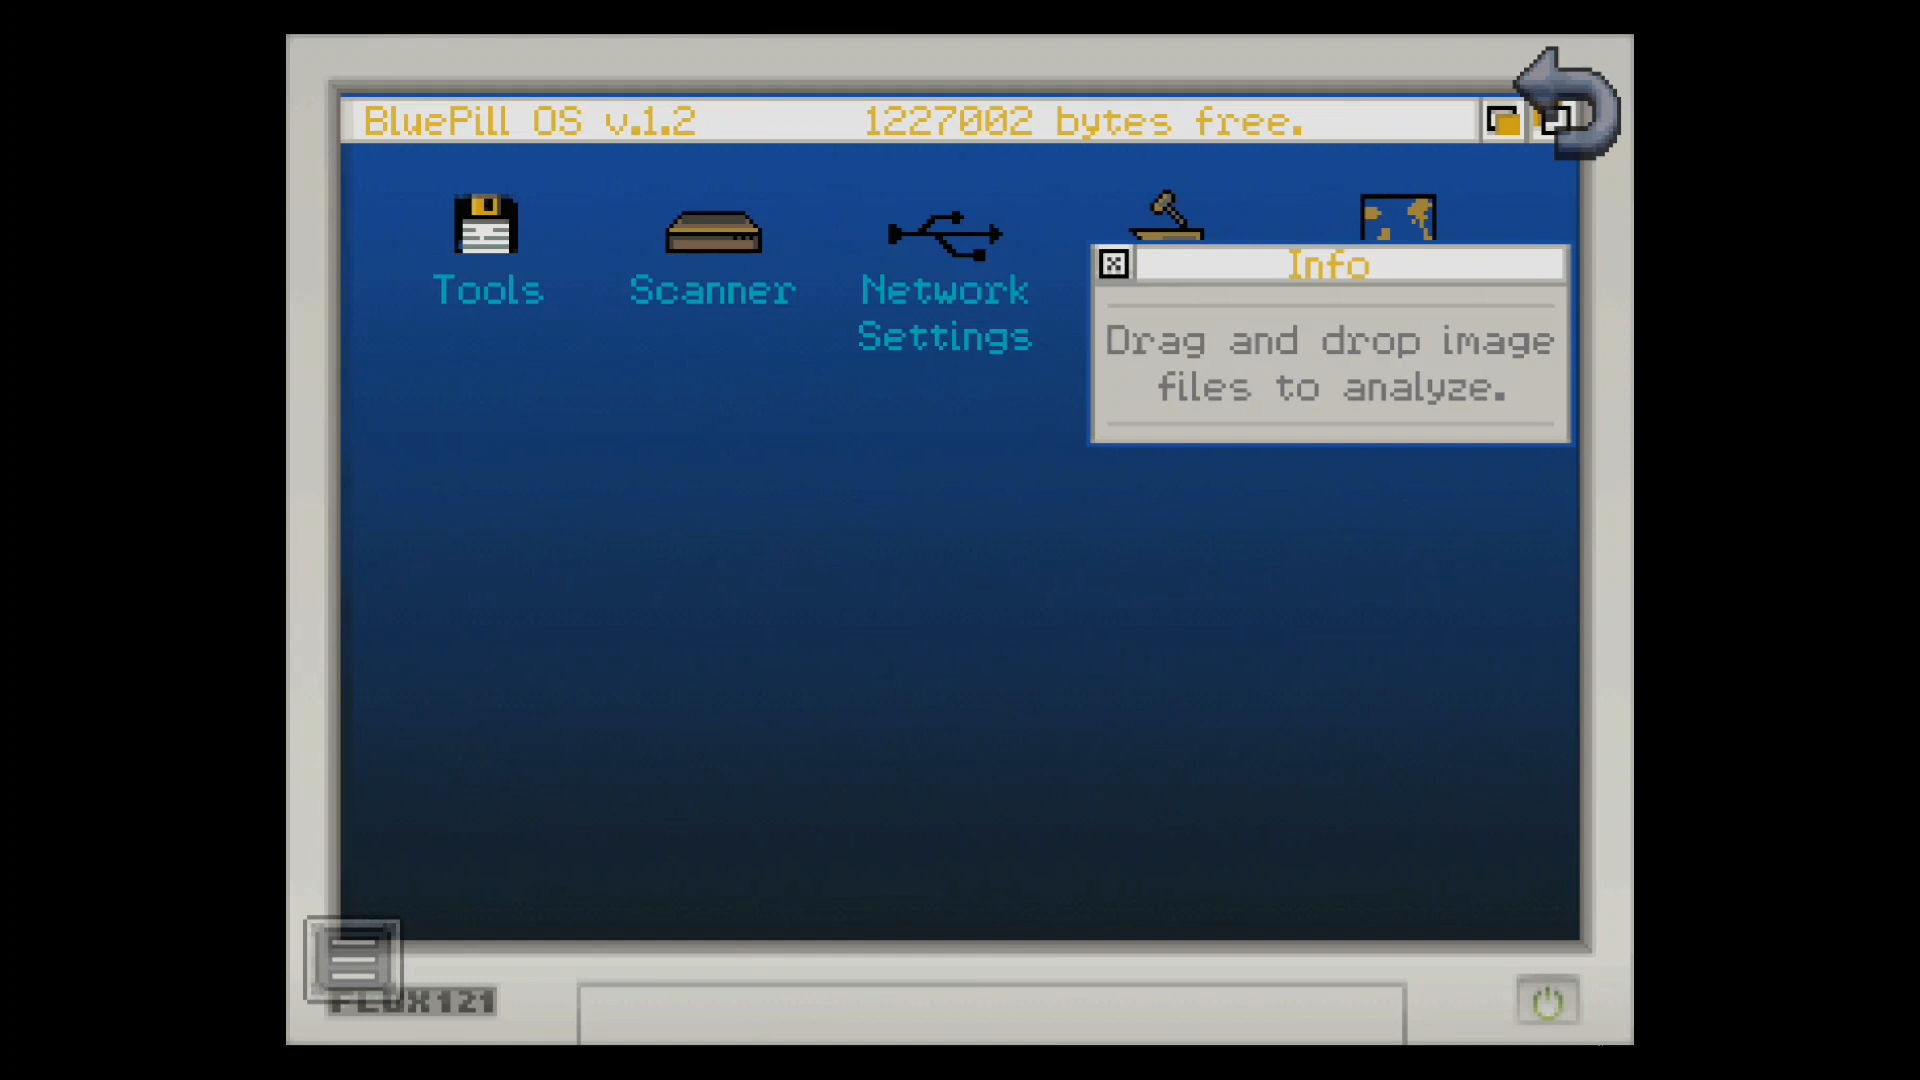 BluePill OS v.1.2 1227002 bytes free.
Tools
Scanner
Network
Settings
Info
Drag and drop image
files to analyze.
FLUX121